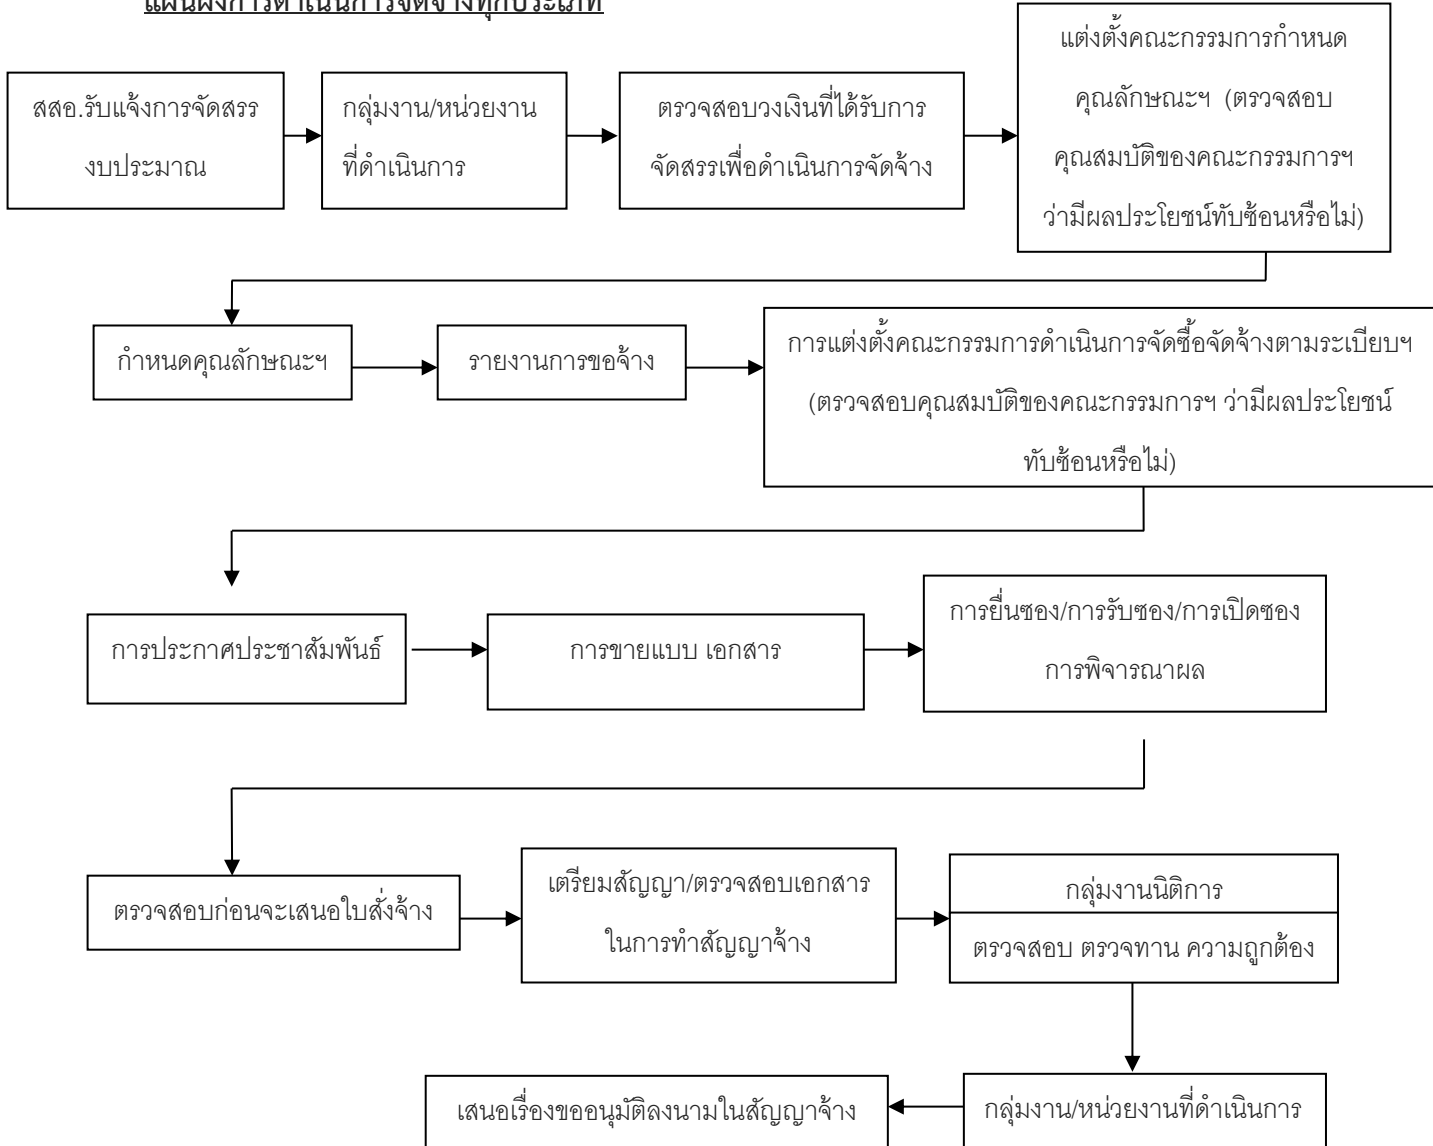 แผนผังการดำเนินการจัดจ้างทุกประเภท
สสอ.รับแจ้งการจัดสรร
งบประมาณ
กลุ่มงาน/หน่วยงาน
ที่ดำเนินการ
ตรวจสอบวงเงินที่ได้รับการ
จัดสรรเพื่อดำเนินการจัดจ้าง
แต่งตั้งคณะกรรมการกำหนด
คุณลักษณะฯ (ตรวจสอบ
คุณสมบัติของคณะกรรมการฯ
ว่ามีผลประโยชน์ทับซ้อนหรือไม่)
กำหนดคุณลักษณะฯ
รายงานการขอจ้าง
การแต่งตั้งคณะกรรมการดำเนินการจัดซื้อจัดจ้างตามระเบียบฯ
(ตรวจสอบคุณสมบัติของคณะกรรมการฯ ว่ามีผลประโยชน์
ทับซ้อนหรือไม่)
การประกาศประชาสัมพันธ์
การขายแบบ เอกสาร
การยื่นซอง/การรับซอง/การเปิดซอง
การพิจารณาผล
ตรวจสอบก่อนจะเสนอใบสั่งจ้าง
เตรียมสัญญา/ตรวจสอบเอกสาร
ในการทำสัญญาจ้าง
กลุ่มงานนิติการ
ตรวจสอบ ตรวจทาน ความถูกต้อง
เสนอเรื่องขออนุมัติลงนามในสัญญาจ้าง
กลุ่มงาน/หน่วยงานที่ดำเนินการ